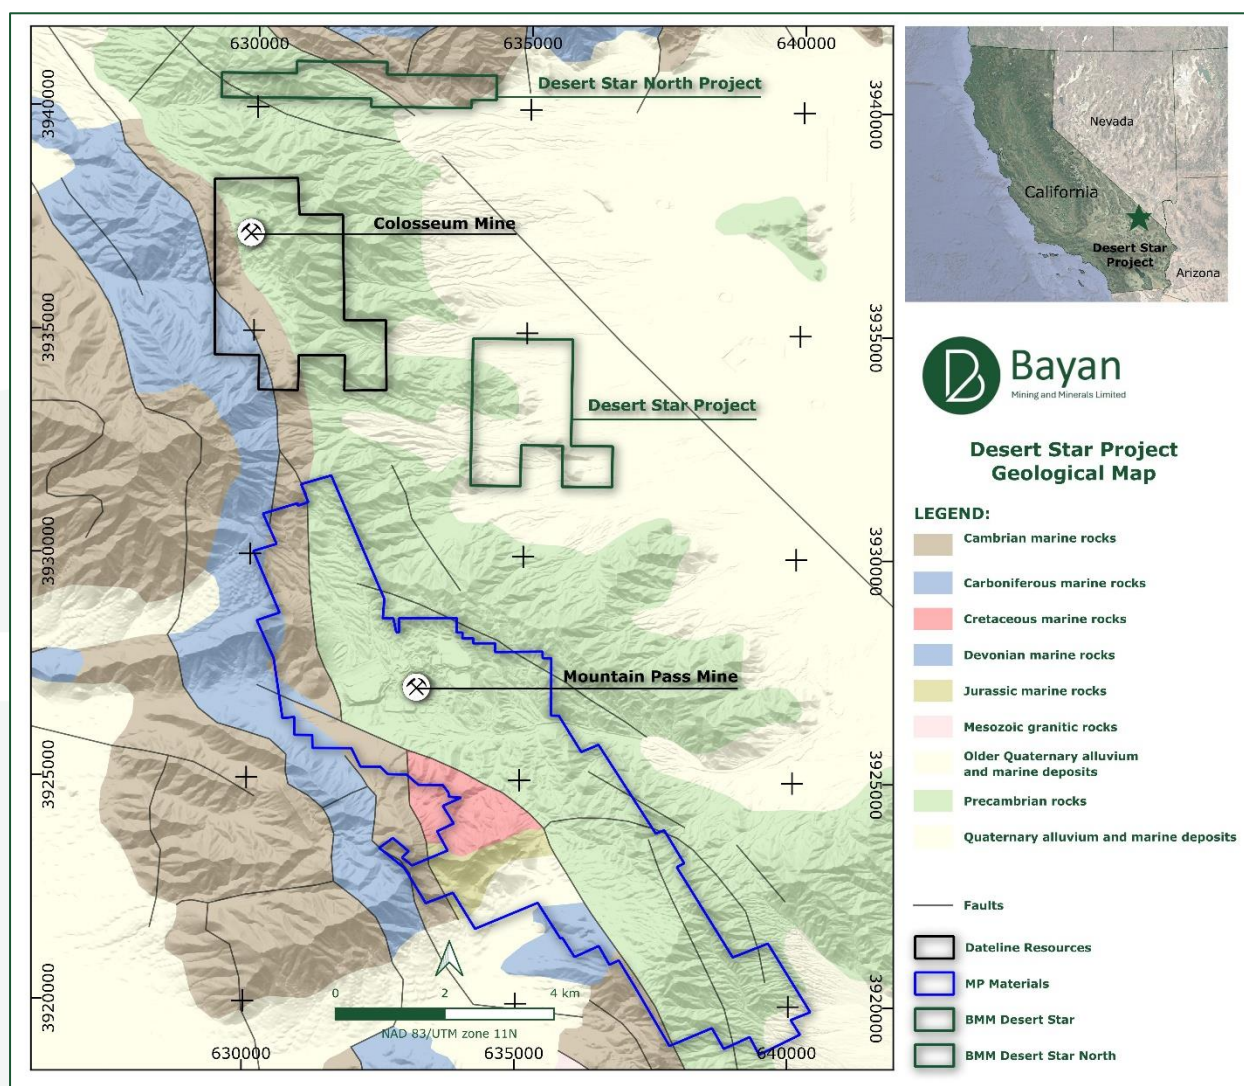 630000
635000
640000
Desert Star North Project
3940000
3940000
Colosseum Mine
3935000
3935000
Desert Star Project
3930000
3930000
Mountain Pass Mine
3925000
3925000
3920000
3920000
0
2
4 km
NAD 83/UTM zone 11N
630000
635000
640000
Nevada
California
Desert Star
Project
Arizona
Bayan
Mining and Minerals Limited
Desert Star Project
Geological Map
LEGEND:
Cambrian marine rocks
Carboniferous marine rocks
Cretaceous marine rocks
Devonian marine rocks
Jurassic marine rocks
Mesozoic granitic rocks
Older Quaternary alluvium
and marine deposits
Precambrian rocks
Quaternary alluvium and marine deposits
Faults
Dateline Resources
MP Materials
BMM Desert Star
BMM Desert Star North